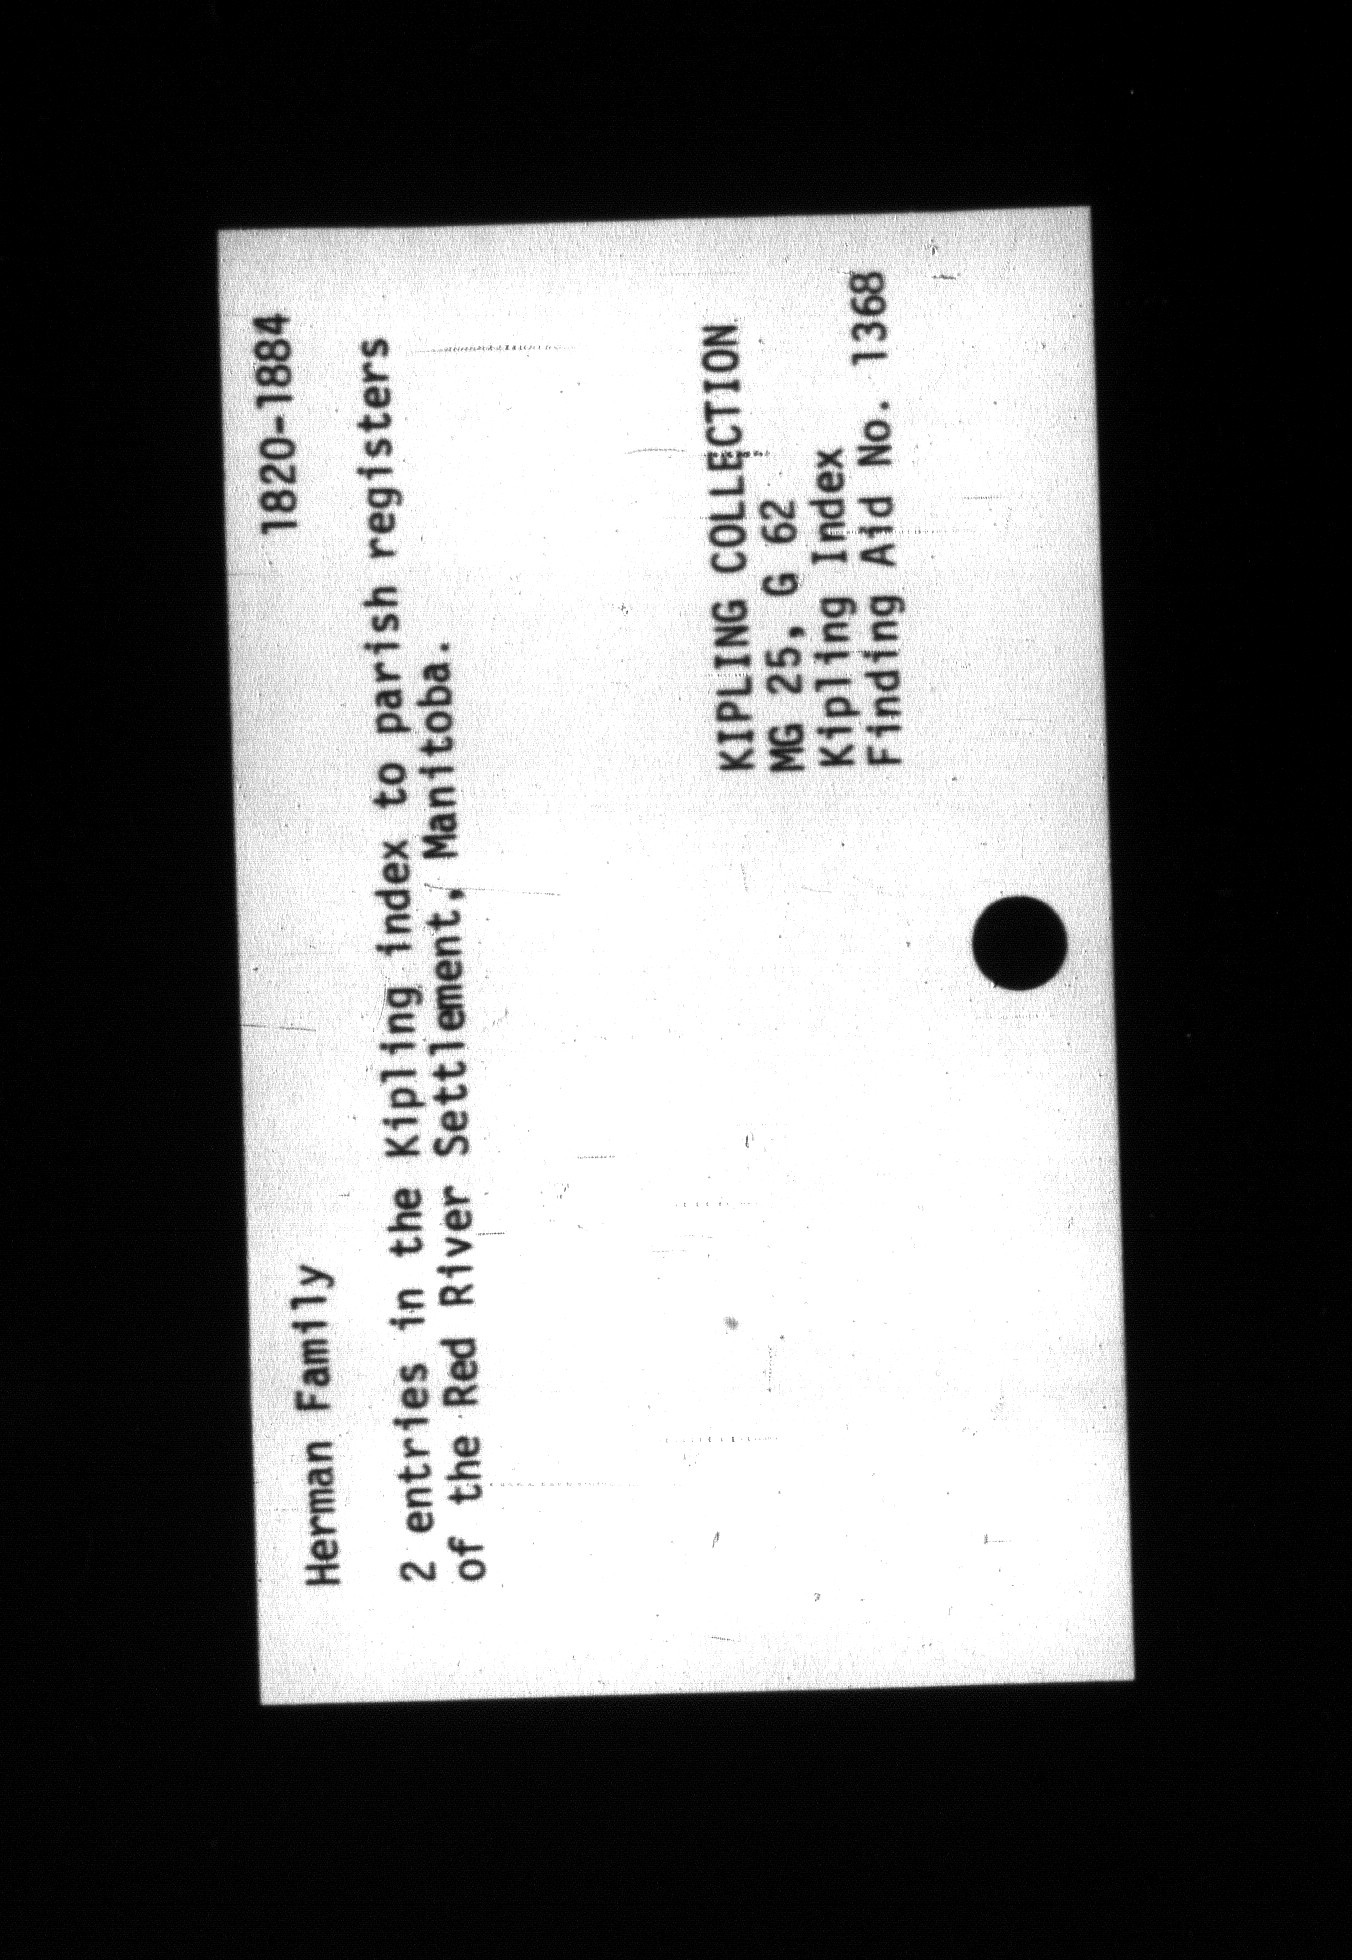 Herman Family 1820-1884
2 entries in the Kipling index to parish registers
of the Red River Settlement, Manitoba.
KIPLING COLLECTION
MG 25, G 62
Kipling Index
Finding Aid No. 1368